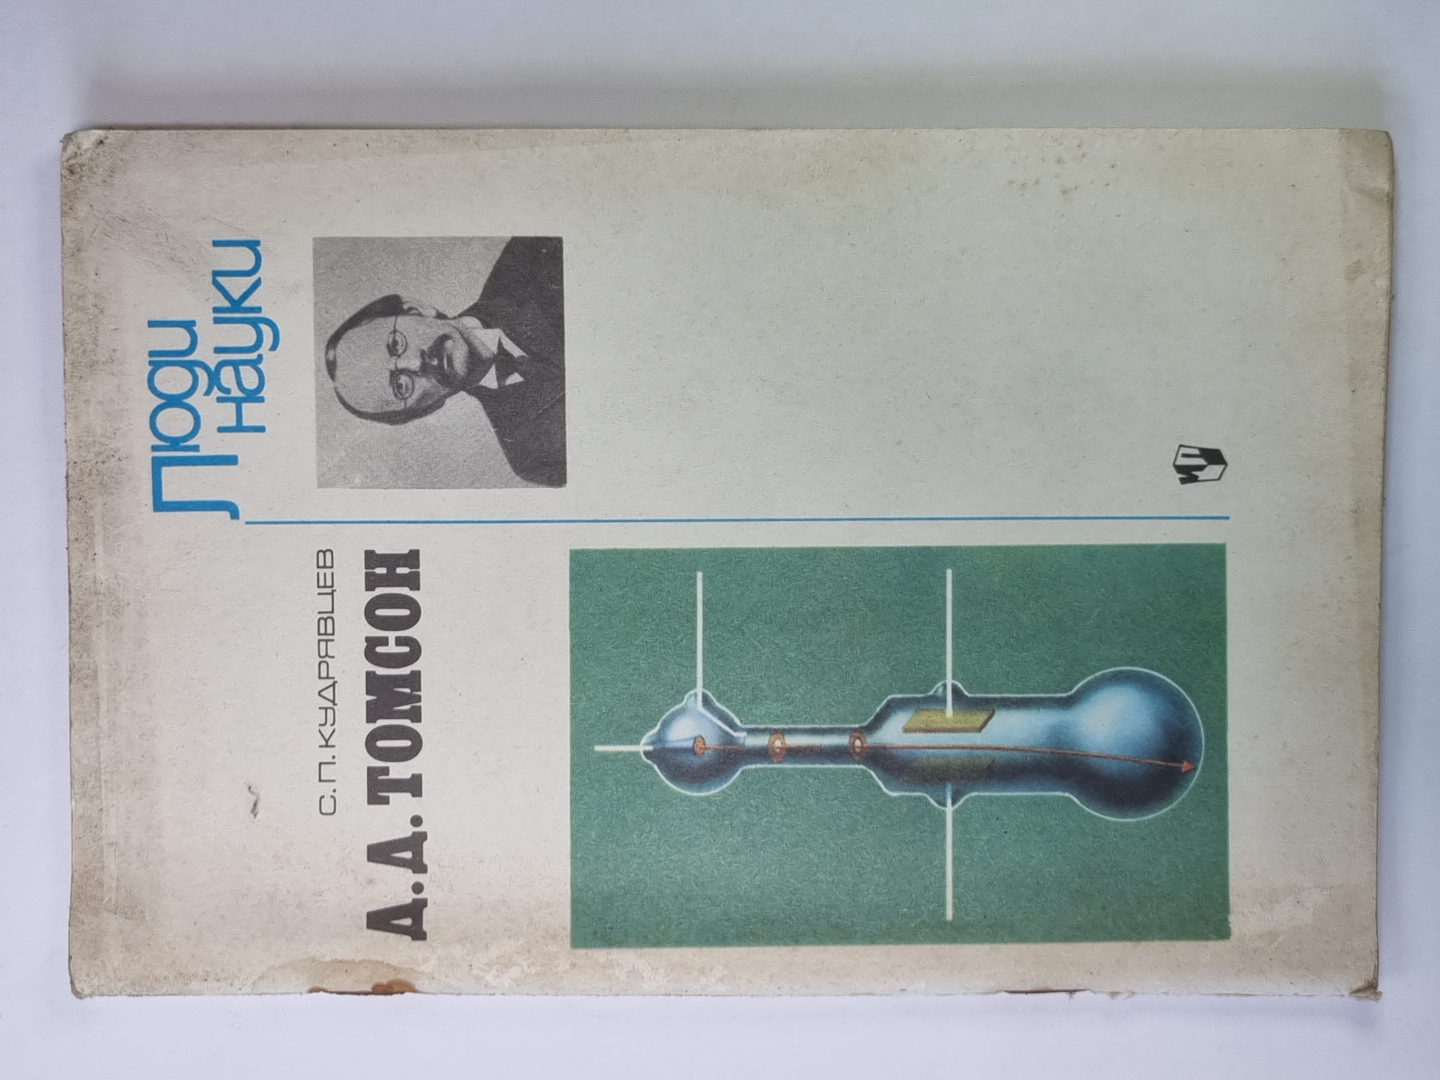 Люди
науки
С. П. КУДРЯВЦЕВ
Д. Д. ТОМСОН